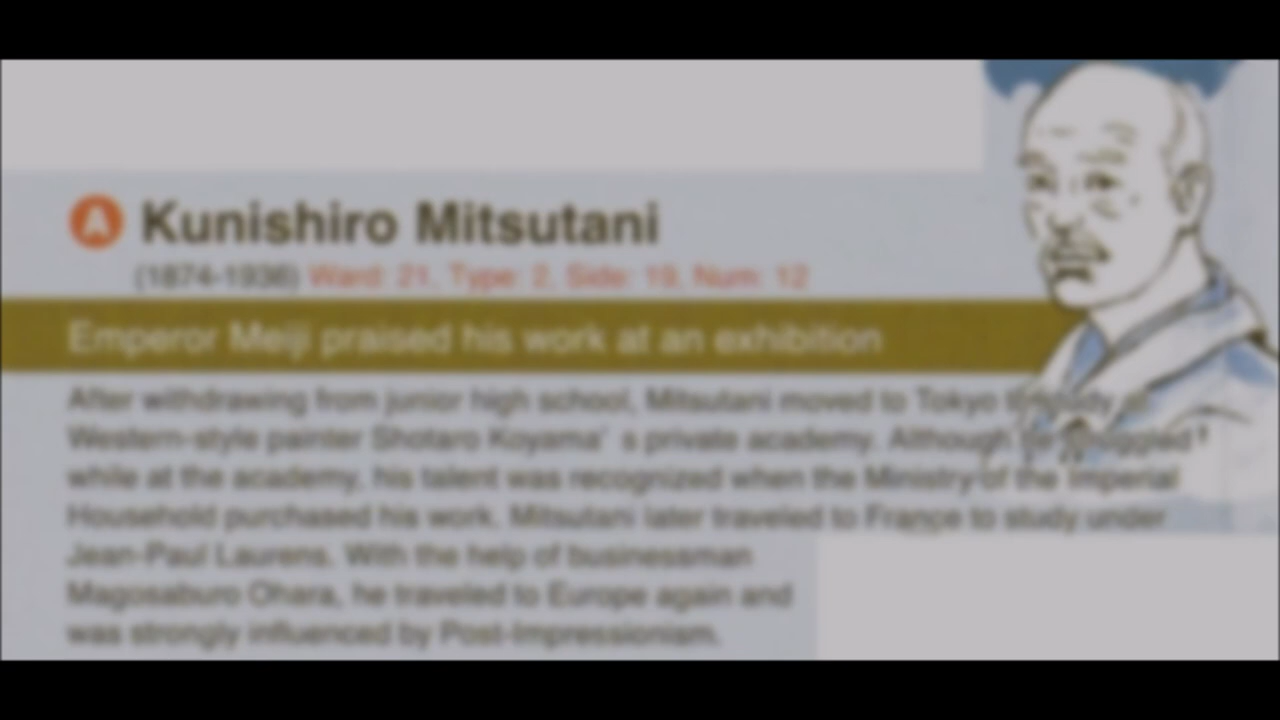 A Kunishiro Mitsutani
(1874-1936) Ward: 21, Type: 2, Side: 19, Num: 12
Emperor Meiji praised his work at an exhibition
After withdrawing from junior high school, Mitsutani moved to Tokyo to study at
Western-style painter Shotaro Koyama' s private academy. Although he struggled
while at the academy, his talent was recognized when the Ministry of the Imperial
Household purchased his work. Mitsutani later traveled to France to study under
Jean-Paul Laurens. With the help of businessman
Magosaburo Ohara, he traveled to Europe again and
was strongly influenced by Post-Impressionism.